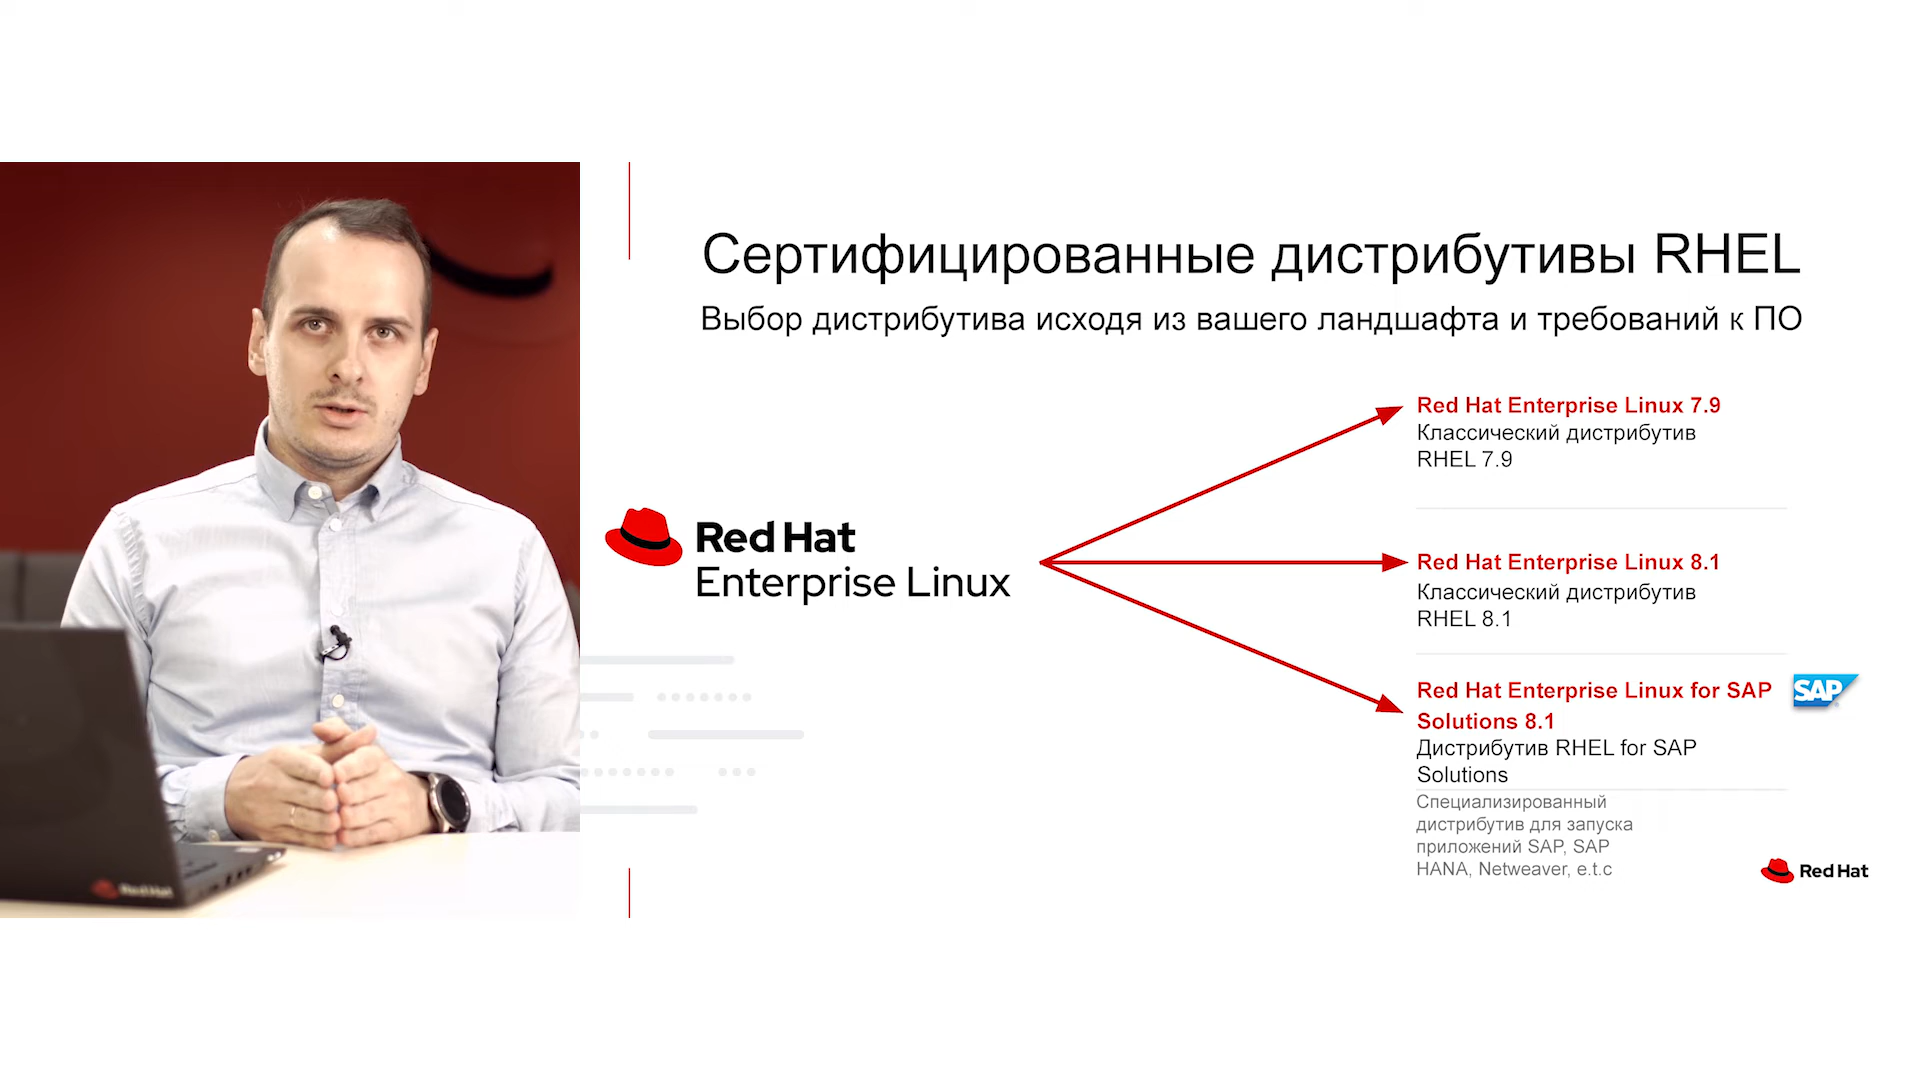 Сертифицированные дистрибутивы RHEL
Выбор дистрибутива исходя из вашего ландшафта и требований к ПО
Red Hat
Enterprise Linux
Red Hat Enterprise Linux 7.9
Классический дистрибутив
RHEL 7.9
Red Hat Enterprise Linux 8.1
Классический дистрибутив
RHEL 8.1
Red Hat Enterprise Linux for SAP
Solutions 8.1
SAP
Дистрибутив RHEL for SAP
Solutions
Специализированный
дистрибутив для запуска
приложений SAP, SAP
HANA, Netweaver, e.t.c
Red Hat
Red Hat